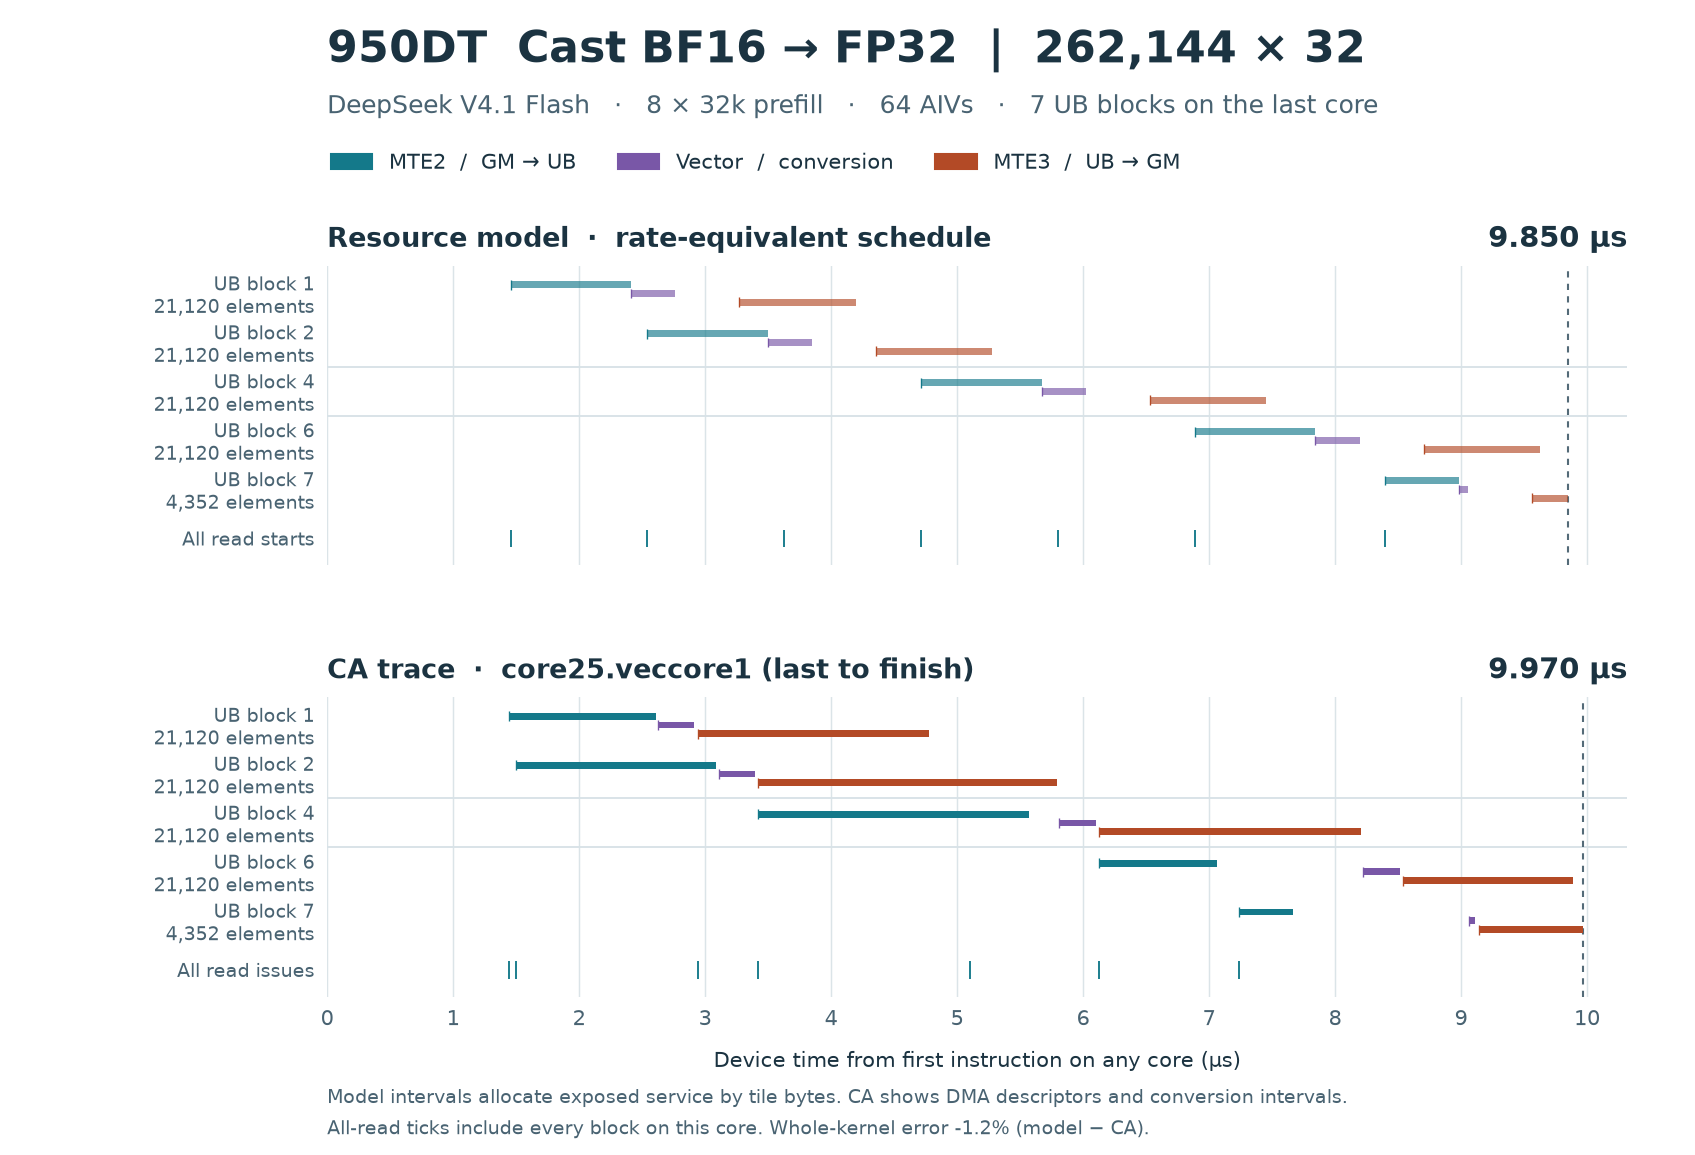 950DT  Cast BF16 → FP32  |  262,144 × 32
DeepSeek V4.1 Flash  ·  8 × 32k prefill  ·  64 AIVs  ·  7 UB blocks on the last core
MTE2 / GM → UB
Vector / conversion
MTE3 / UB → GM
Resource model · rate-equivalent schedule
9.850 µs
UB block 1
21,120 elements
UB block 2
21,120 elements
UB block 4
21,120 elements
UB block 6
21,120 elements
UB block 7
4,352 elements
All read starts
CA trace · core25.veccore1 (last to finish)
9.970 µs
UB block 1
21,120 elements
UB block 2
21,120 elements
UB block 4
21,120 elements
UB block 6
21,120 elements
UB block 7
4,352 elements
All read issues
0 1 2 3 4 5 6 7 8 9 10
Device time from first instruction on any core (µs)
Model intervals allocate exposed service by tile bytes. CA shows DMA descriptors and conversion intervals.
All-read ticks include every block on this core. Whole-kernel error -1.2% (model − CA).